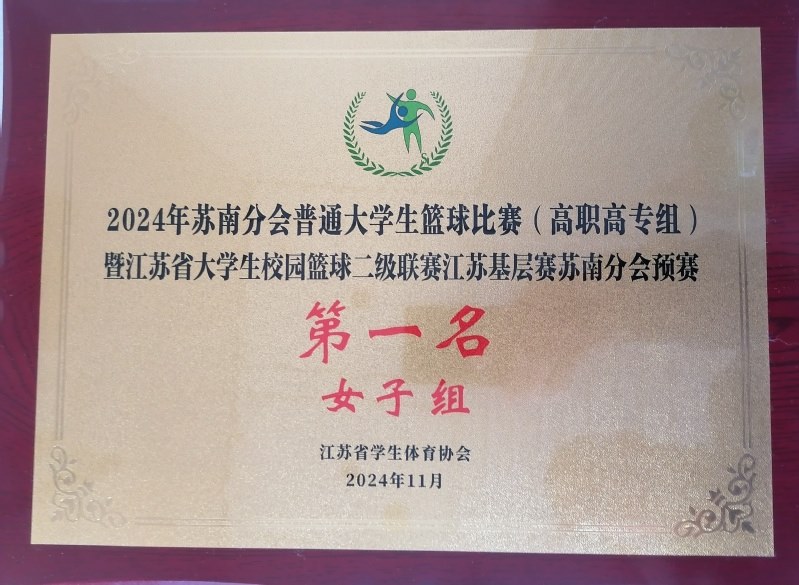 2024年苏南分会普通大学生篮球比赛（高职高专组）
暨江苏省大学生校园篮球二级联赛江苏基层赛苏南分会预赛
第一名
女子组
江苏省学生体育协会
2024年11月